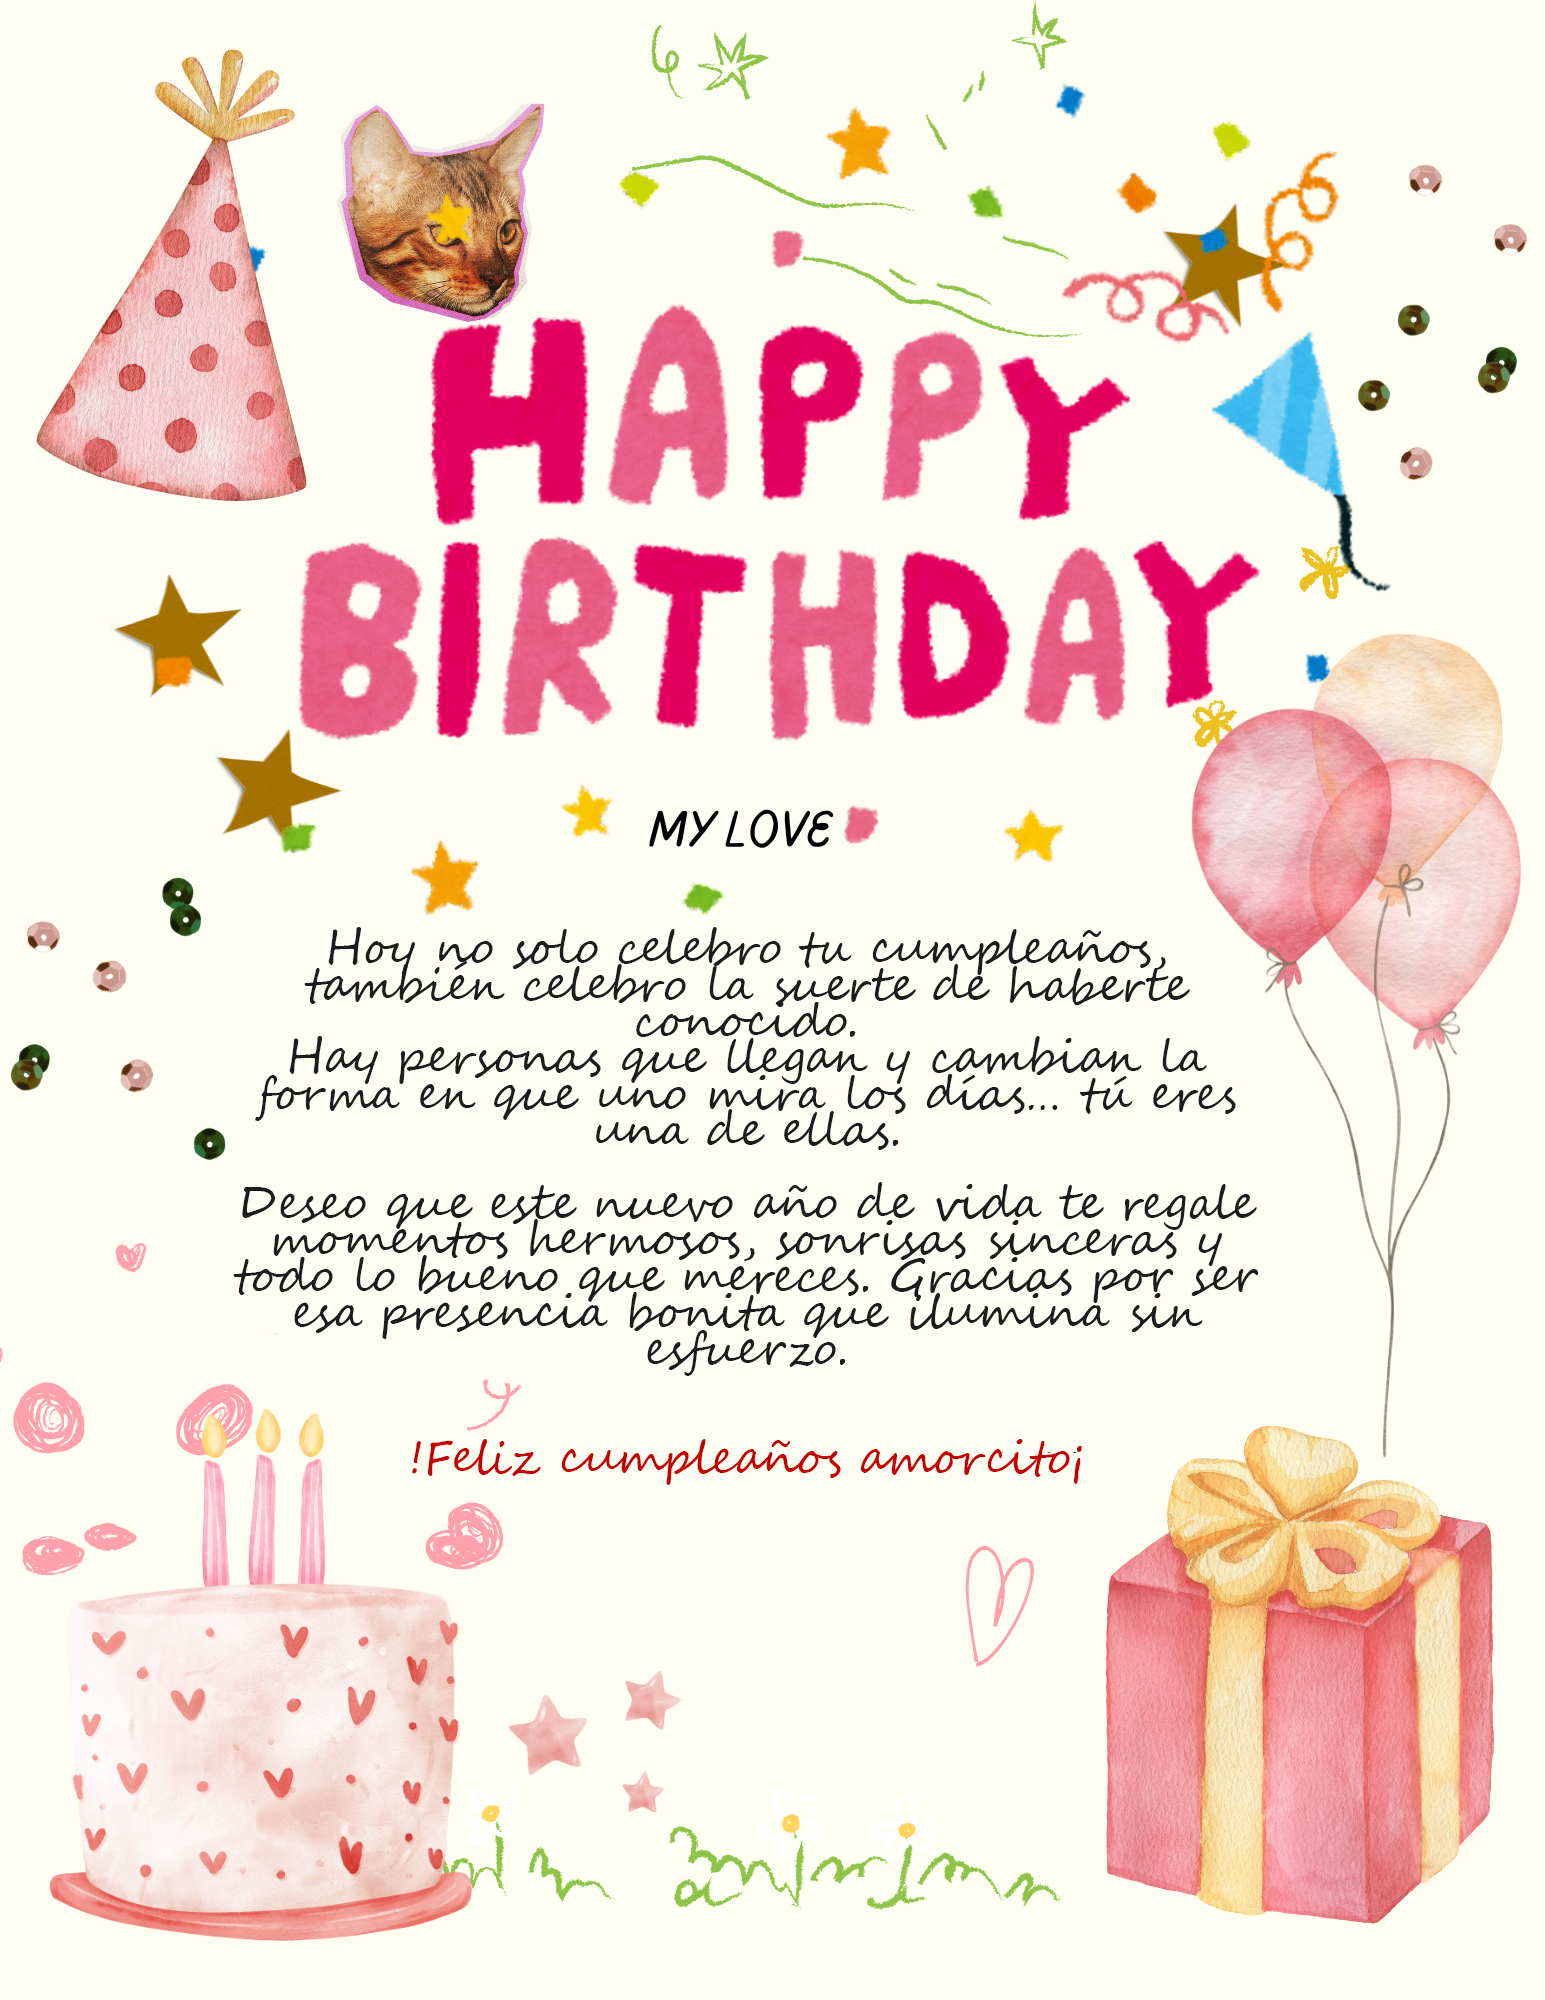 HAPPY
BIRTHDAY
MY LOVE
Hoy no solo celebro tu cumpleaños,
también celebro la suerte de haberte
conocido.
Hay personas que llegan y cambian la
forma en que uno mira los días... tú eres
una de ellas.
Deseo que este nuevo año de vida te regale
momentos hermosos, sonrisas sinceras y
todo lo bueno que mereces. Gracias por ser
esa presencia bonita que ilumina sin
esfuerzo.
!Feliz cumpleaños amorcito¡